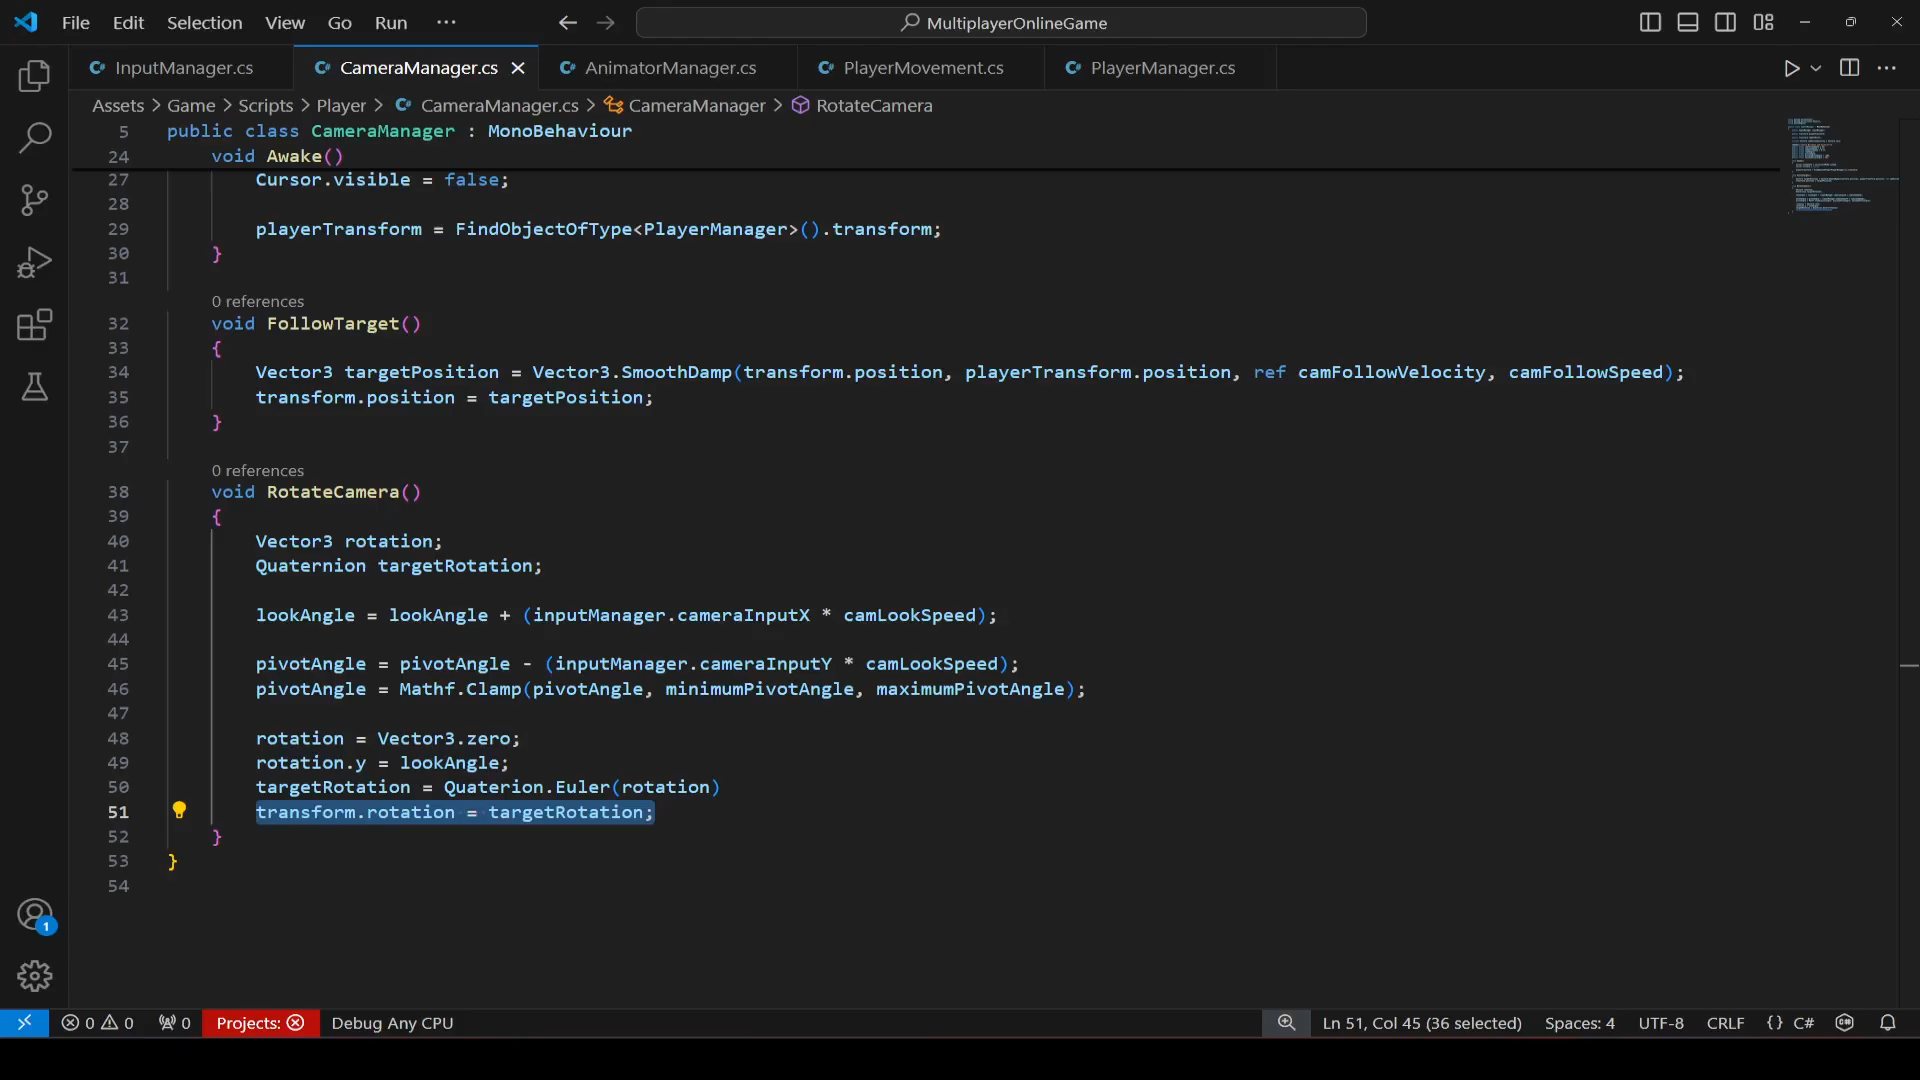 File Edit Selection View Go Run ··· MultiplayerOnlineGame
InputManager.cs CameraManager.cs AnimatorManager.cs PlayerMovement.cs PlayerManager.cs
Assets > Game > Scripts > Player > CameraManager.cs > CameraManager > RotateCamera
5 public class CameraManager : MonoBehaviour
24 void Awake()
27 Cursor.visible = false;
28
29 playerTransform = FindObjectOfType<PlayerManager>().transform;
30 }
31
0 references
32 void FollowTarget()
33 {
34 Vector3 targetPosition = Vector3.SmoothDamp(transform.position, playerTransform.position, ref camFollowVelocity, camFollowSpeed);
35 transform.position = targetPosition;
36 }
37
0 references
38 void RotateCamera()
39 {
40 Vector3 rotation;
41 Quaternion targetRotation;
42
43 lookAngle = lookAngle + (inputManager.cameraInputX * camLookSpeed);
44
45 pivotAngle = pivotAngle - (inputManager.cameraInputY * camLookSpeed);
46 pivotAngle = Mathf.Clamp(pivotAngle, minimumPivotAngle, maximumPivotAngle);
47
48 rotation = Vector3.zero;
49 rotation.y = lookAngle;
50 targetRotation = Quaterion.Euler(rotation)
51 transform.rotation = targetRotation;
52 }
53 }
54
1
0 0 0 Projects: Debug Any CPU Ln 51, Col 45 (36 selected) Spaces: 4 UTF-8 CRLF {} C#